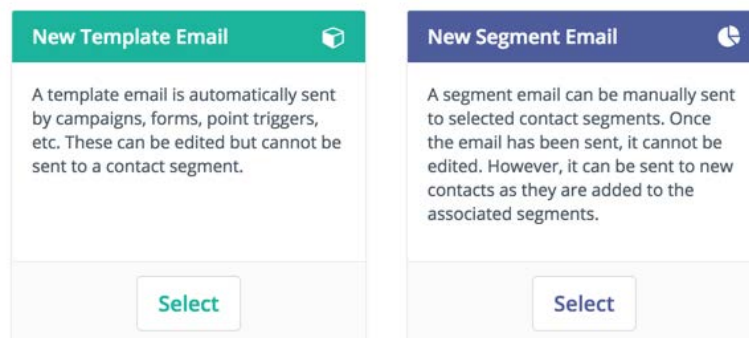 New Template Email
A template email is automatically sent
by campaigns, forms, point triggers,
etc. These can be edited but cannot be
sent to a contact segment.
Select
New Segment Email
A segment email can be manually sent
to selected contact segments. Once
the email has been sent, it cannot be
edited. However, it can be sent to new
contacts as they are added to the
associated segments.
Select